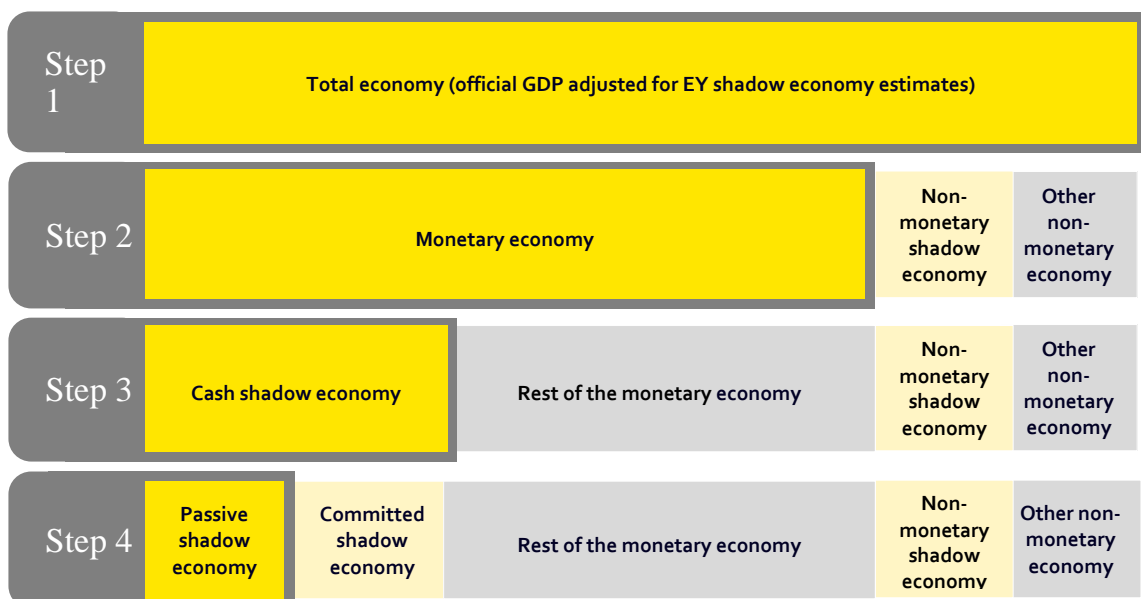 Step
1
Total economy (official GDP adjusted for EY shadow economy estimates)
Step 2
Monetary economy
Non-
monetary
shadow
economy
Other
non-
monetary
economy
Step 3
Cash shadow economy
Rest of the monetary economy
Non-
monetary
shadow
economy
Other
non-
monetary
economy
Step 4
Passive
shadow
economy
Committed
shadow
economy
Rest of the monetary economy
Non-
monetary
shadow
economy
Other non-
monetary
economy